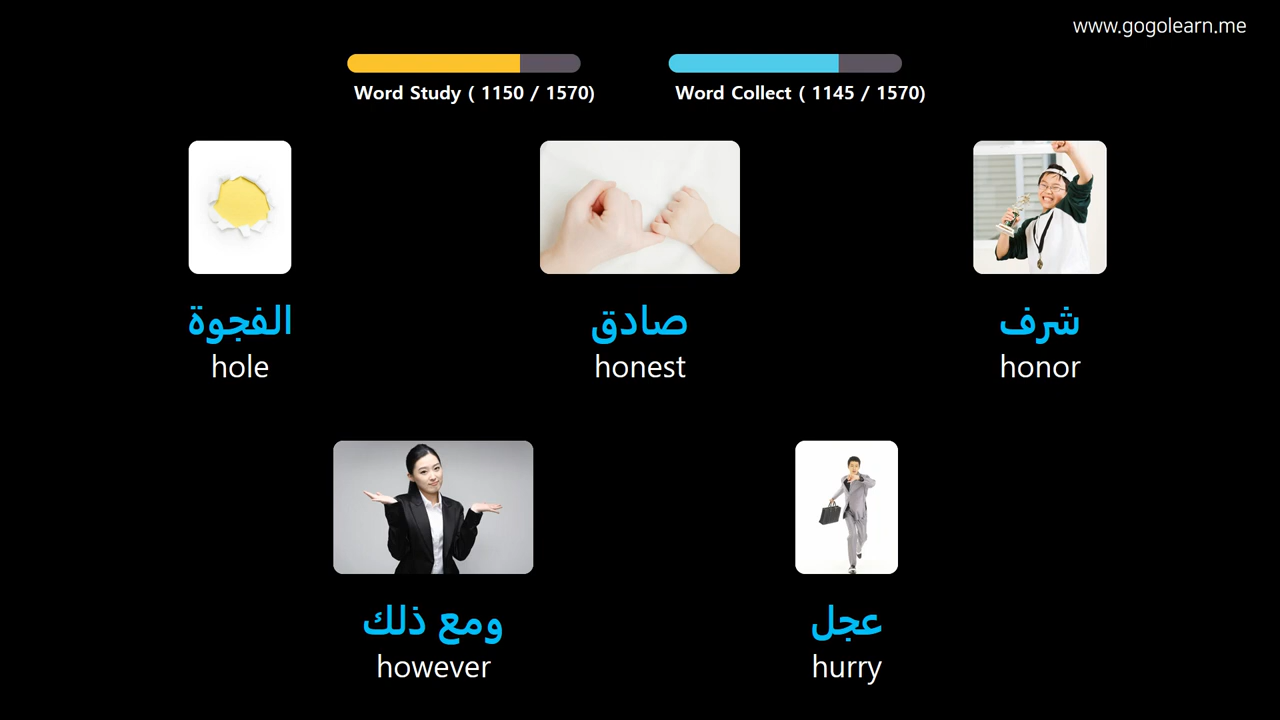 www.gogolearn.me
Word Study ( 1150 / 1570)
Word Collect ( 1145 / 1570)
الفجوة
hole
صادق
honest
شرف
honor
ومع ذلك
however
عجل
hurry